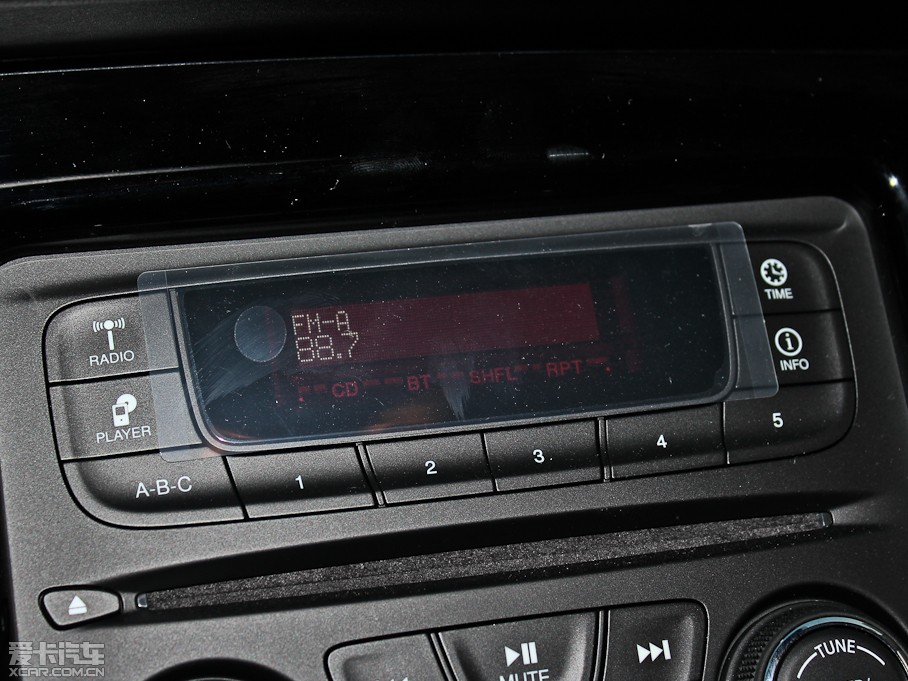 TIME
RADIO
FM-A
88.7
INFO
CD BT SHFL RPT
PLAYER
A-B-C 1 2 3 4 5
TUNE
MUTE
爱卡汽车
XCAR.COM.CN